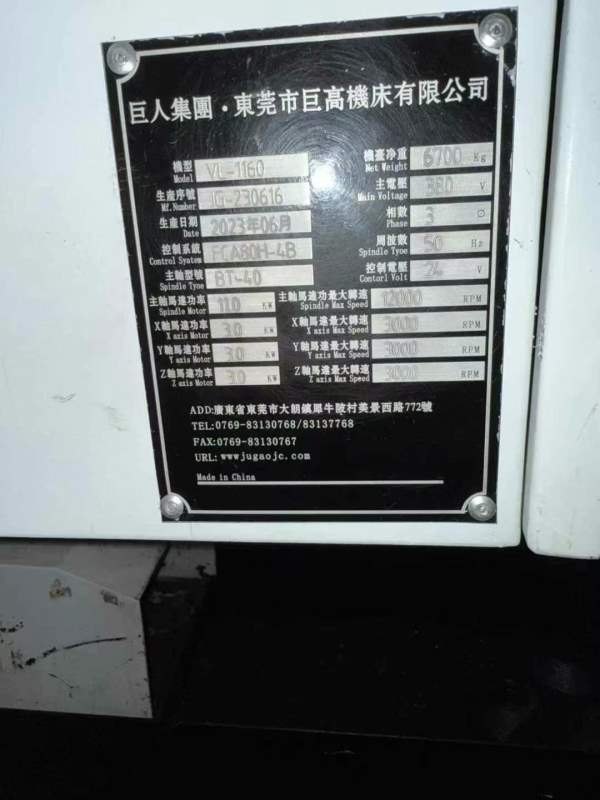 巨人集團・東莞市巨高機床有限公司
機型 Model VL-1160
機臺净重 Net Weight 6700 Kg
生産序號 Mf.Number JG-230616
主電壓 Main Voltage 380 V
生産日期 Date 2023年06月
相數 Phase 3 Ø
控制系統 Control System FCA80H-4B
周波數 Spindle Tyoe 50 Hz
主軸型號 Spindle Tyne BT-40
控制電壓 Contorl Volt 24 V
主軸馬達功率 Spindle Motor 11.0 KW
主軸馬達功最大轉速 Spindle Max Speed 12000 RPM
X軸馬達功率 X axis Motor 3.0 KW
X軸馬達最大轉速 X axis Max Speed 3000 RPM
Y軸馬達功率 Y axis Motor 3.0 KW
Y軸馬達最大轉速 Y axis Max Speed 3000 RPM
Z軸馬達功率 Z axis Motor 3.0 KW
Z軸馬達最大轉速 Z axis Max Speed 3000 RPM
ADD:廣東省東莞市大朗鎮犀牛陂村美景西路772號
TEL:0769-83130768/83137768
FAX:0769-83130767
URL: www.jugaojc.com
Made in China